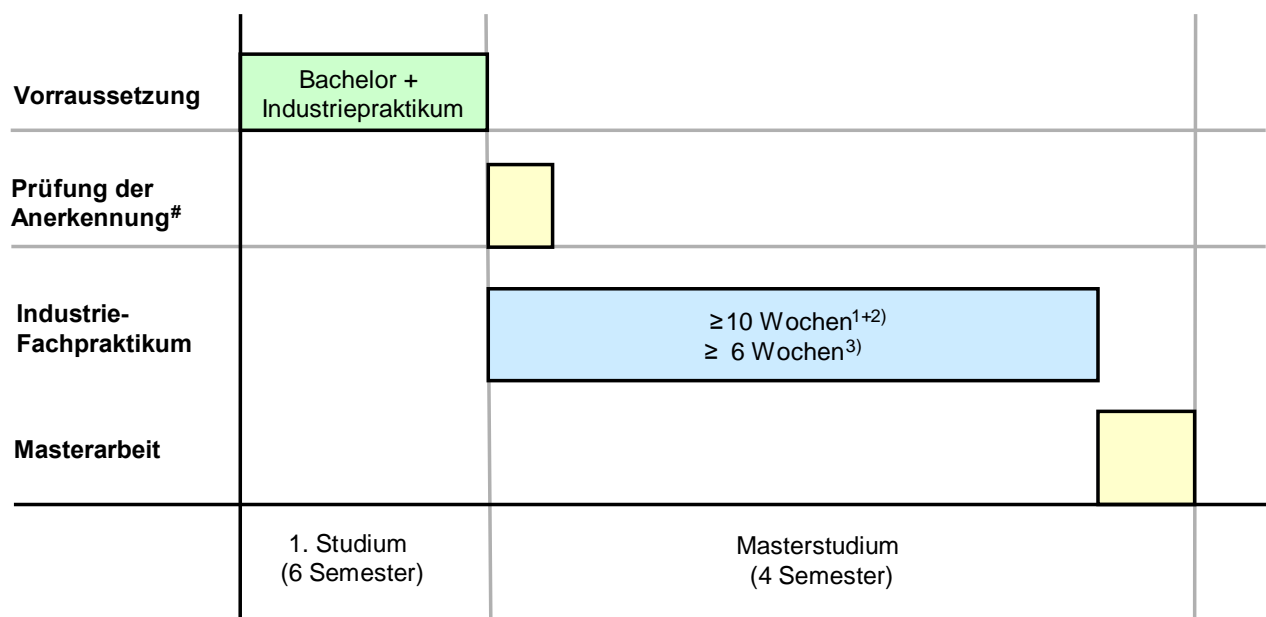 Vorraussetzung
Bachelor +
Industriepraktikum
Prüfung der
Anerkennung#
Industrie-
Fachpraktikum
≥10 Wochen1+2)
≥ 6 Wochen3)
Masterarbeit
1. Studium
(6 Semester)
Masterstudium
(4 Semester)